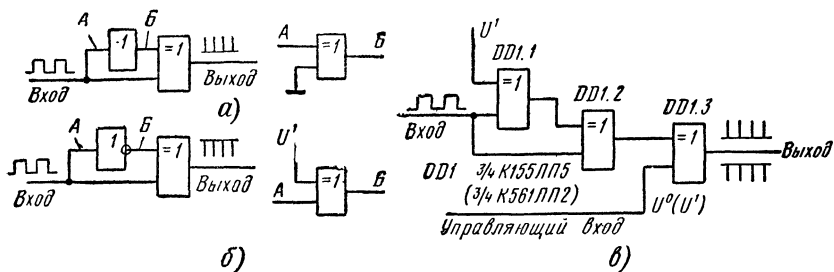 А
·1
Б
=1
Вход
Выход
а)
А
=1
Б
А
1
Б
=1
Вход
Выход
U'
А
=1
Б
б)
U'
DD1.1
=1
DD1.2
=1
DD1.3
=1
Вход
Выход
DD1 3/4 К155ЛП5
(3/4 К561ЛП2)
U⁰(U')
Управляющий вход
в)